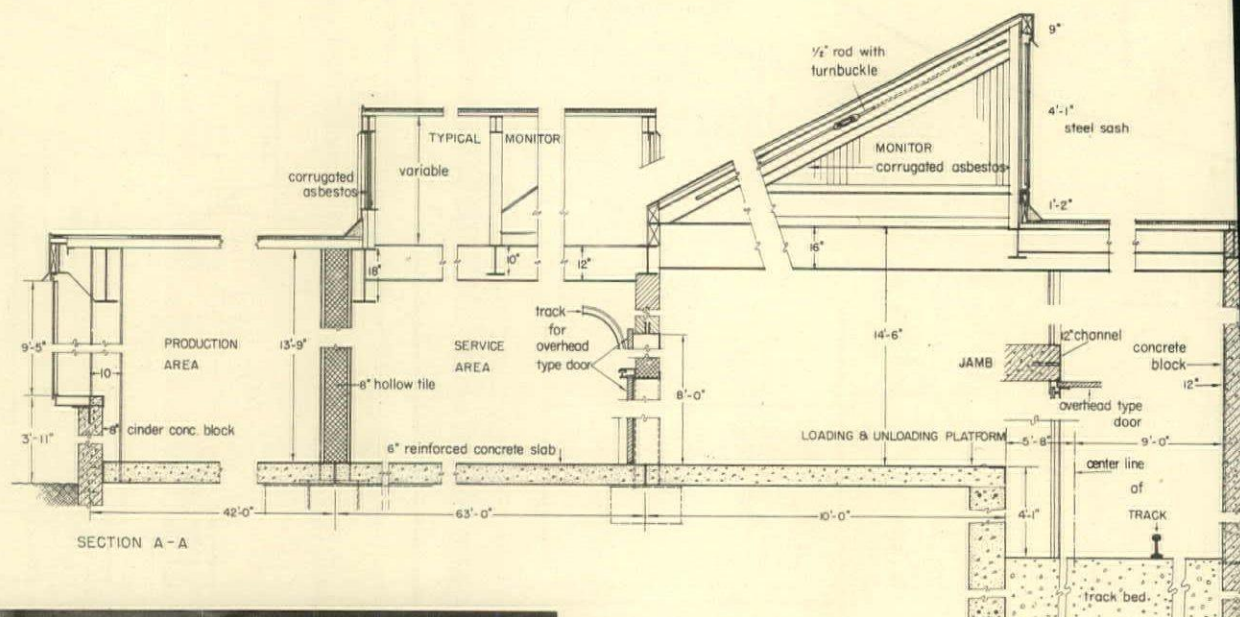 9"
1/2" rod with
turnbuckle
4'-1"
steel sash
TYPICAL MONITOR
MONITOR
corrugated asbestos
corrugated
asbestos
variable
1'-2"
16"
18"
10"
12"
track
for
overhead
type door
14'-6"
12" channel
concrete
block
12"
9'-5"
PRODUCTION
AREA
13'-9"
SERVICE
AREA
JAMB
10
8" hollow tile
8'-0"
overhead type
door
3'-11"
8" cinder conc. block
6" reinforced concrete slab
LOADING & UNLOADING PLATFORM
5'-8"
9'-0"
center line
of
TRACK
42'-0"
63'-0"
10'-0"
4'-1"
SECTION A-A
track bed